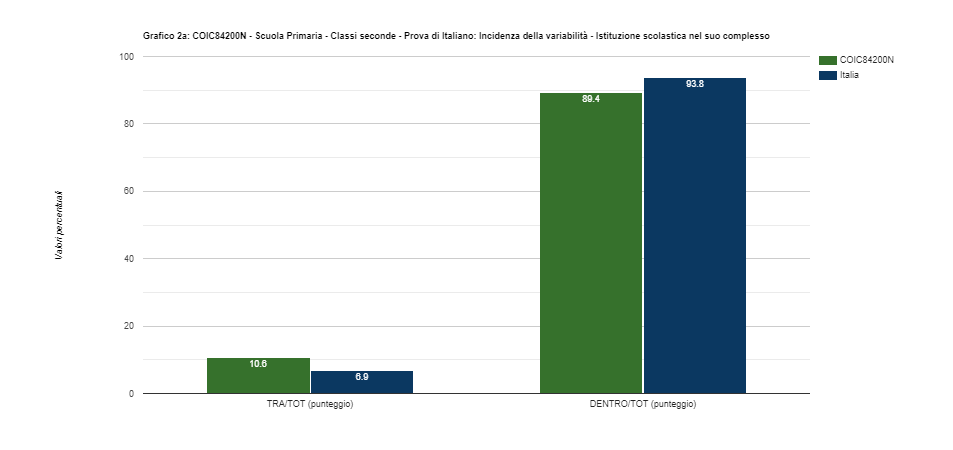 Grafico 2a: COIC84200N - Scuola Primaria - Classi seconde - Prova di Italiano: Incidenza della variabilità - Istituzione scolastica nel suo complesso
COIC84200N
Italia
Valori percentuali
100
80
60
40
20
0
10.6
6.9
89.4
93.8
TRA/TOT (punteggio)
DENTRO/TOT (punteggio)